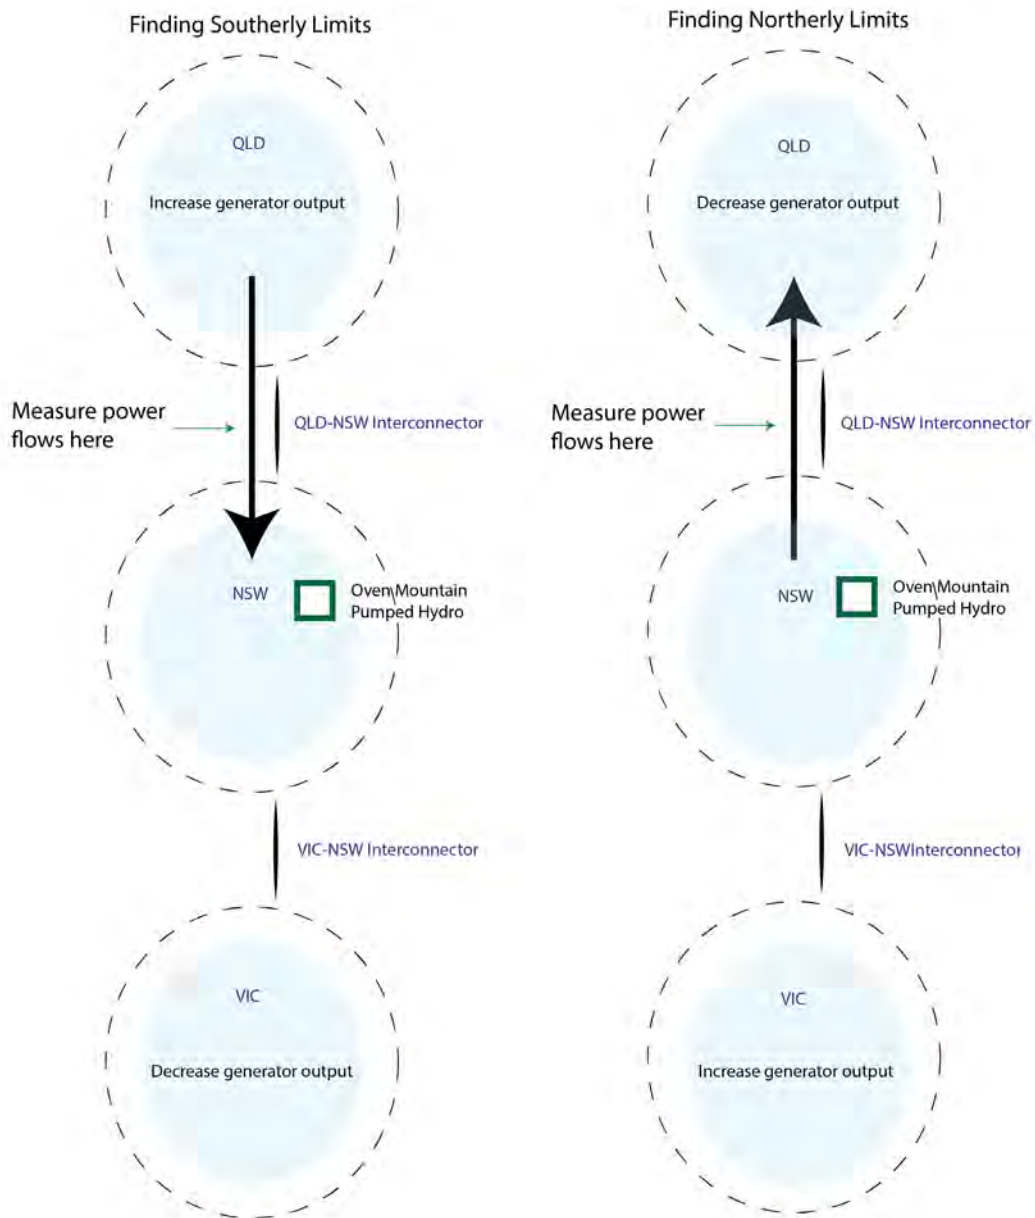 Finding Southerly Limits
QLD
Increase generator output
Measure power
flows here
QLD-NSW Interconnector
NSW
Oven Mountain
Pumped Hydro
VIC-NSW Interconnector
VIC
Decrease generator output
Finding Northerly Limits
QLD
Decrease generator output
Measure power
flows here
QLD-NSW Interconnector
NSW
Oven Mountain
Pumped Hydro
VIC-NSWInterconnector
VIC
Increase generator output